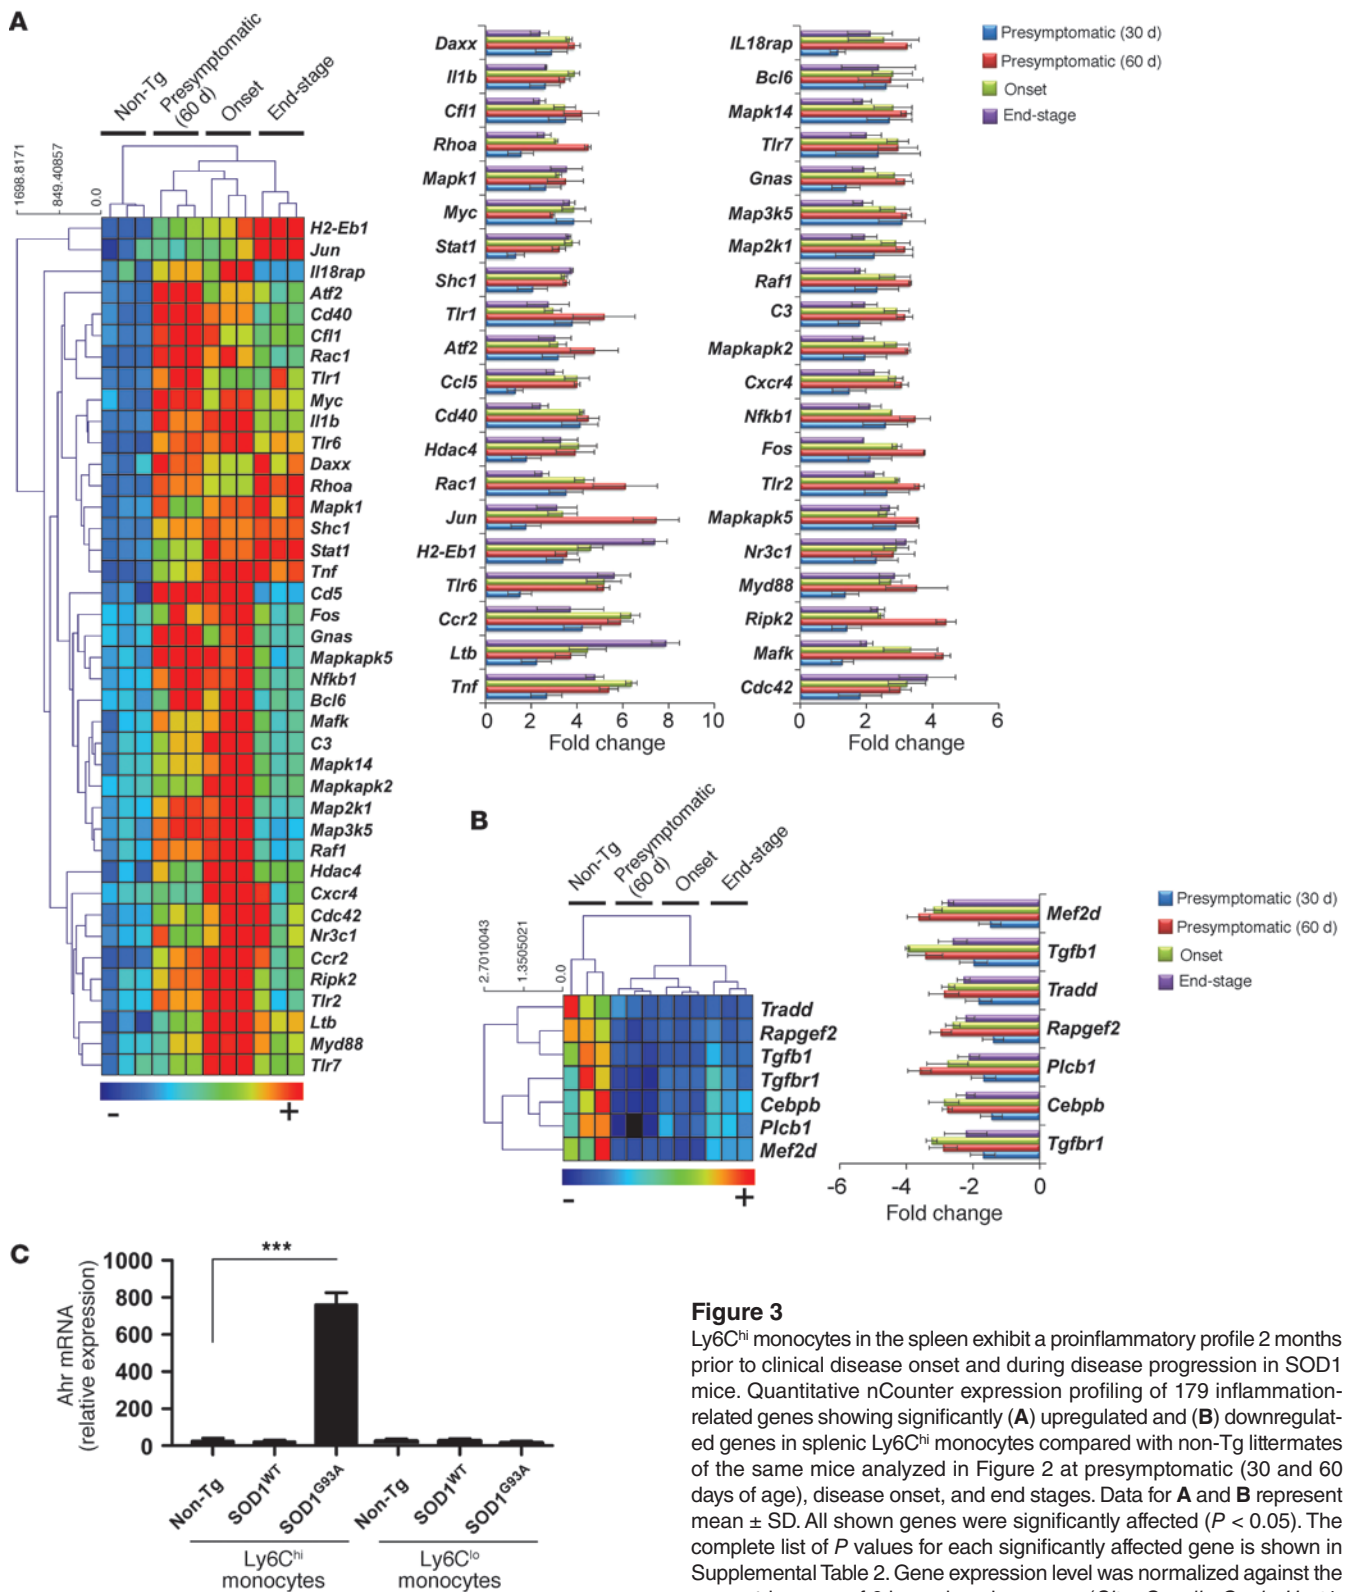 A
Non-Tg
Presymptomatic
(60 d)
Onset
End-stage
1698.8171
849.40857
0.0
H2-Eb1
Jun
Il18rap
Atf2
Cd40
Cfl1
Rac1
Tlr1
Myc
Il1b
Tlr6
Daxx
Rhoa
Mapk1
Shc1
Stat1
Tnf
Cd5
Fos
Gnas
Mapkapk5
Nfkb1
Bcl6
Mafk
C3
Mapk14
Mapkapk2
Map2k1
Map3k5
Raf1
Hdac4
Cxcr4
Cdc42
Nr3c1
Ccr2
Ripk2
Tlr2
Ltb
Myd88
Tlr7
– +
Daxx
Il1b
Cfl1
Rhoa
Mapk1
Myc
Stat1
Shc1
Tlr1
Atf2
Ccl5
Cd40
Hdac4
Rac1
Jun
H2-Eb1
Tlr6
Ccr2
Ltb
Tnf
0 2 4 6 8 10
Fold change
IL18rap
Bcl6
Mapk14
Tlr7
Gnas
Map3k5
Map2k1
Raf1
C3
Mapkapk2
Cxcr4
Nfkb1
Fos
Tlr2
Mapkapk5
Nr3c1
Myd88
Ripk2
Mafk
Cdc42
0 2 4 6
Fold change
Presymptomatic (30 d)
Presymptomatic (60 d)
Onset
End-stage
B
Non-Tg
Presymptomatic
(60 d)
Onset
End-stage
2.7010043
1.3505021
0.0
Tradd
Rapgef2
Tgfb1
Tgfbr1
Cebpb
Plcb1
Mef2d
– +
Mef2d
Tgfb1
Tradd
Rapgef2
Plcb1
Cebpb
Tgfbr1
-6 -4 -2 0
Fold change
Presymptomatic (30 d)
Presymptomatic (60 d)
Onset
End-stage
C
Ahr mRNA
(relative expression)
1000
800
600
400
200
0
***
Non-Tg
SOD1WT
SOD1G93A
Non-Tg
SOD1WT
SOD1G93A
Ly6Chi
monocytes
Ly6Clo
monocytes
Figure 3
Ly6Chi monocytes in the spleen exhibit a proinflammatory profile 2 months
prior to clinical disease onset and during disease progression in SOD1
mice. Quantitative nCounter expression profiling of 179 inflammation-
related genes showing significantly (A) upregulated and (B) downregulat-
ed genes in splenic Ly6Chi monocytes compared with non-Tg littermates
of the same mice analyzed in Figure 2 at presymptomatic (30 and 60
days of age), disease onset, and end stages. Data for A and B represent
mean ± SD. All shown genes were significantly affected (P < 0.05). The
complete list of P values for each significantly affected gene is shown in
Supplemental Table 2. Gene expression level was normalized against the